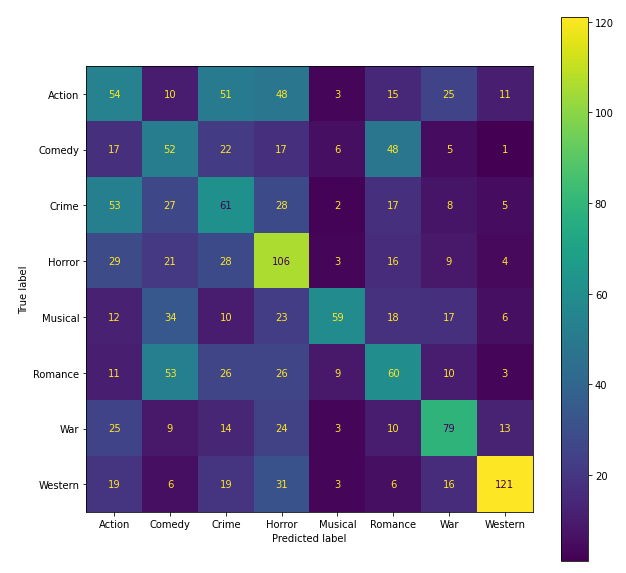 Action 54 10 51 48 3 15 25 11
Comedy 17 52 22 17 6 48 5 1
Crime 53 27 61 28 2 17 8 5
Horror 29 21 28 106 3 16 9 4
Musical 12 34 10 23 59 18 17 6
Romance 11 53 26 26 9 60 10 3
War 25 9 14 24 3 10 79 13
Western 19 6 19 31 3 6 16 121
Action Comedy Crime Horror Musical Romance War Western
Predicted label
True label
120
100
80
60
40
20